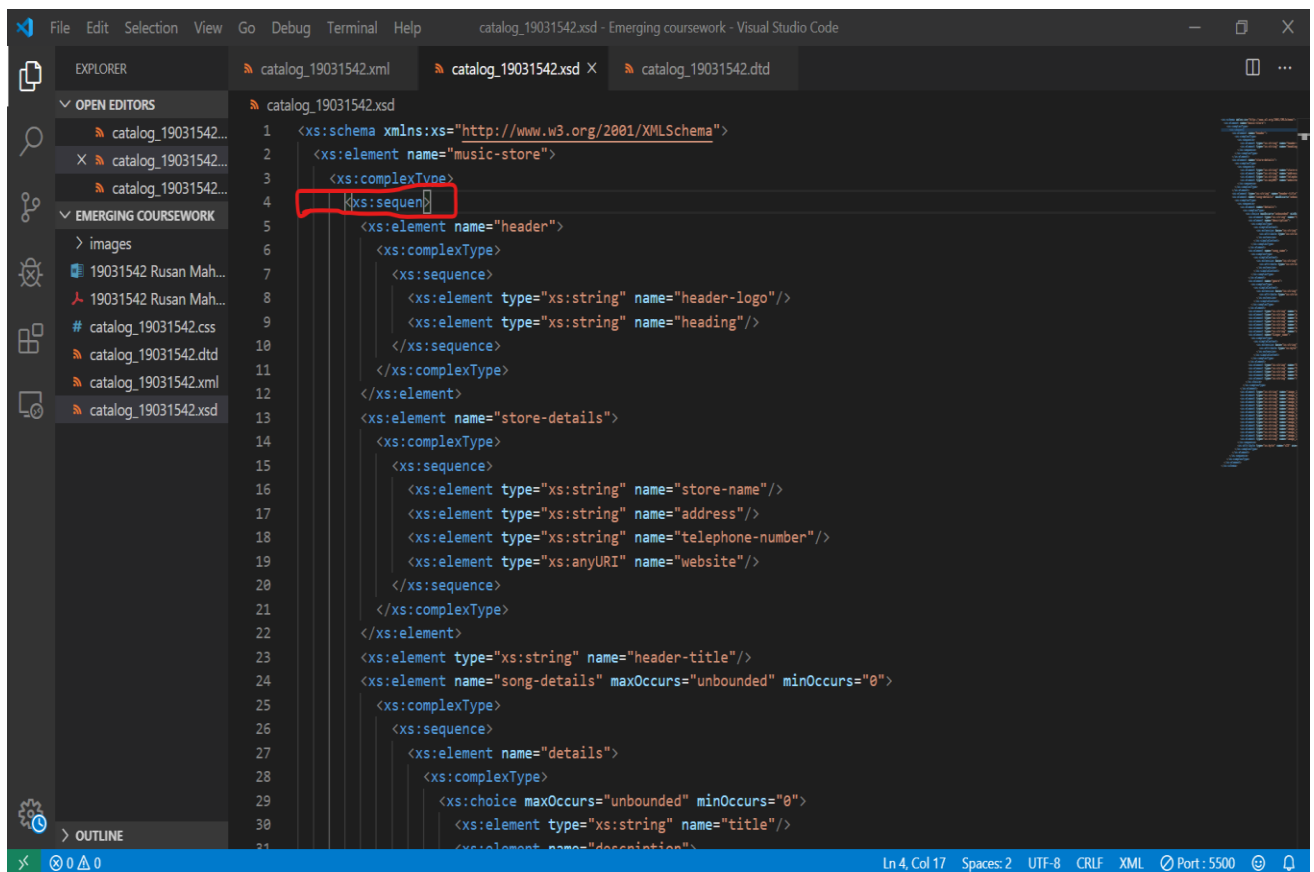 File Edit Selection View Go Debug Terminal Help catalog_19031542.xsd - Emerging coursework - Visual Studio Code
EXPLORER
OPEN EDITORS
catalog_19031542...
catalog_19031542...
catalog_19031542...
EMERGING COURSEWORK
images
19031542 Rusan Mah...
19031542 Rusan Mah...
catalog_19031542.css
catalog_19031542.dtd
catalog_19031542.xml
catalog_19031542.xsd
OUTLINE
catalog_19031542.xml catalog_19031542.xsd catalog_19031542.dtd
catalog_19031542.xsd
1 <xs:schema xmlns:xs="http://www.w3.org/2001/XMLSchema">
2 <xs:element name="music-store">
3 <xs:complexType>
4 <xs:sequen>
5 <xs:element name="header">
6 <xs:complexType>
7 <xs:sequence>
8 <xs:element type="xs:string" name="header-logo"/>
9 <xs:element type="xs:string" name="heading"/>
10 </xs:sequence>
11 </xs:complexType>
12 </xs:element>
13 <xs:element name="store-details">
14 <xs:complexType>
15 <xs:sequence>
16 <xs:element type="xs:string" name="store-name"/>
17 <xs:element type="xs:string" name="address"/>
18 <xs:element type="xs:string" name="telephone-number"/>
19 <xs:element type="xs:anyURI" name="website"/>
20 </xs:sequence>
21 </xs:complexType>
22 </xs:element>
23 <xs:element type="xs:string" name="header-title"/>
24 <xs:element name="song-details" maxOccurs="unbounded" minOccurs="0">
25 <xs:complexType>
26 <xs:sequence>
27 <xs:element name="details">
28 <xs:complexType>
29 <xs:choice maxOccurs="unbounded" minOccurs="0">
30 <xs:element type="xs:string" name="title"/>
31 <xs:element name="description">
0 0 Ln 4, Col 17 Spaces: 2 UTF-8 CRLF XML Port : 5500